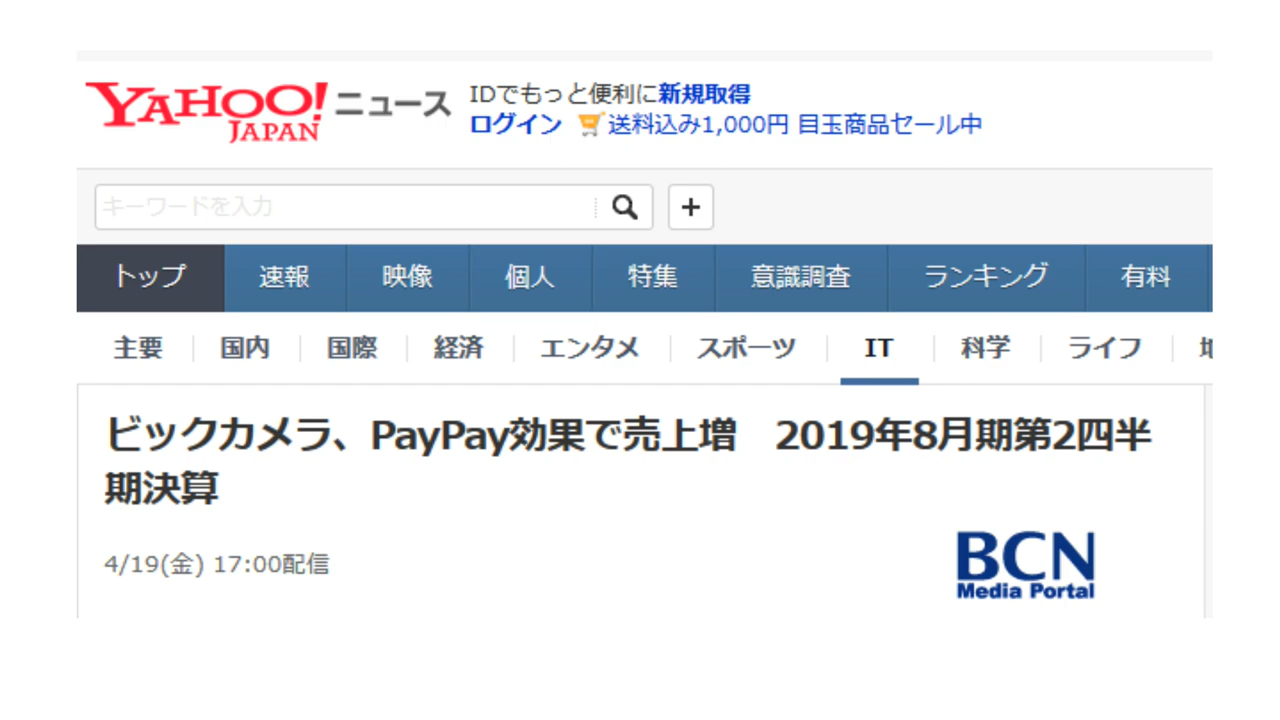 YAHOO! ニュース
JAPAN
IDでもっと便利に新規取得
ログイン 送料込み1,000円 目玉商品セール中
キーワードを入力
+
トップ 速報 映像 個人 特集 意識調査 ランキング 有料
主要 国内 国際 経済 エンタメ スポーツ IT 科学 ライフ
ビックカメラ、PayPay効果で売上増 2019年8月期第2四半
期決算
4/19(金) 17:00配信
BCN
Media Portal